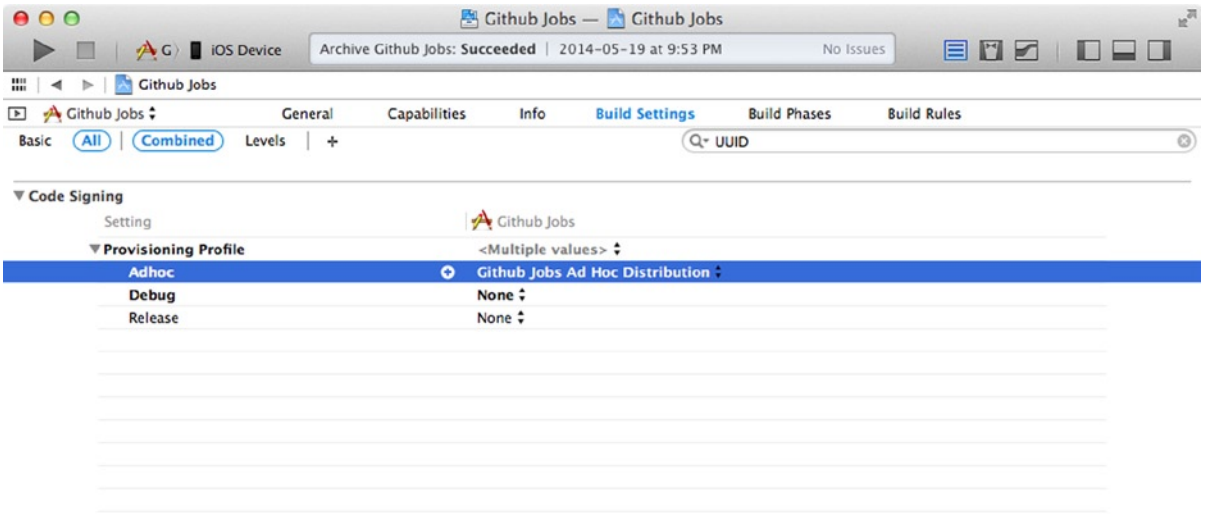 Github Jobs — Github Jobs
G iOS Device Archive Github Jobs: Succeeded | 2014-05-19 at 9:53 PM No Issues
Github Jobs
Github Jobs General Capabilities Info Build Settings Build Phases Build Rules
Basic All Combined Levels + UUID
Code Signing
Setting Github Jobs
Provisioning Profile <Multiple values>
Adhoc Github Jobs Ad Hoc Distribution
Debug None
Release None